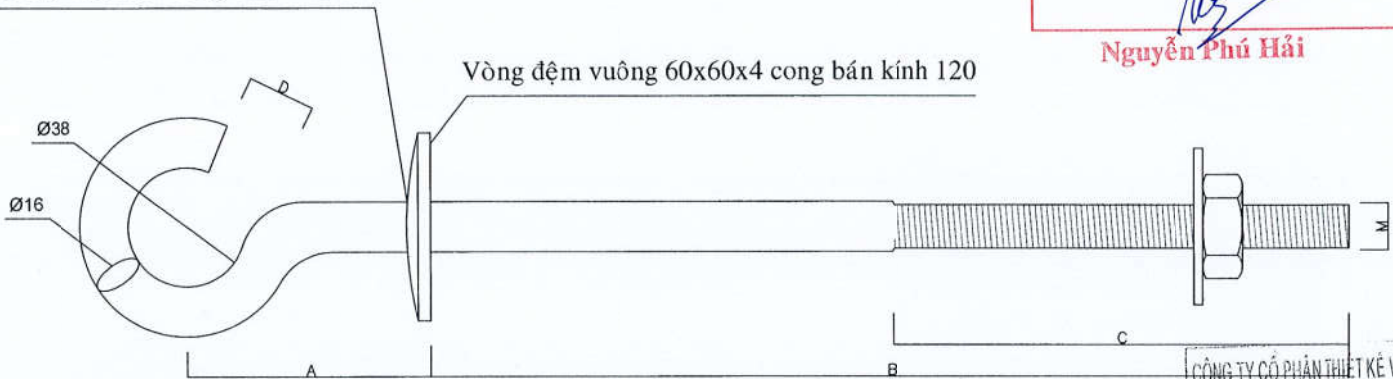 Nguyễn Phú Hải
Vòng đệm vuông 60x60x4 cong bán kính 120
D
Ø38
Ø16
M
C
A
B
CÔNG TY CỔ PHẦN THIẾT KẾ